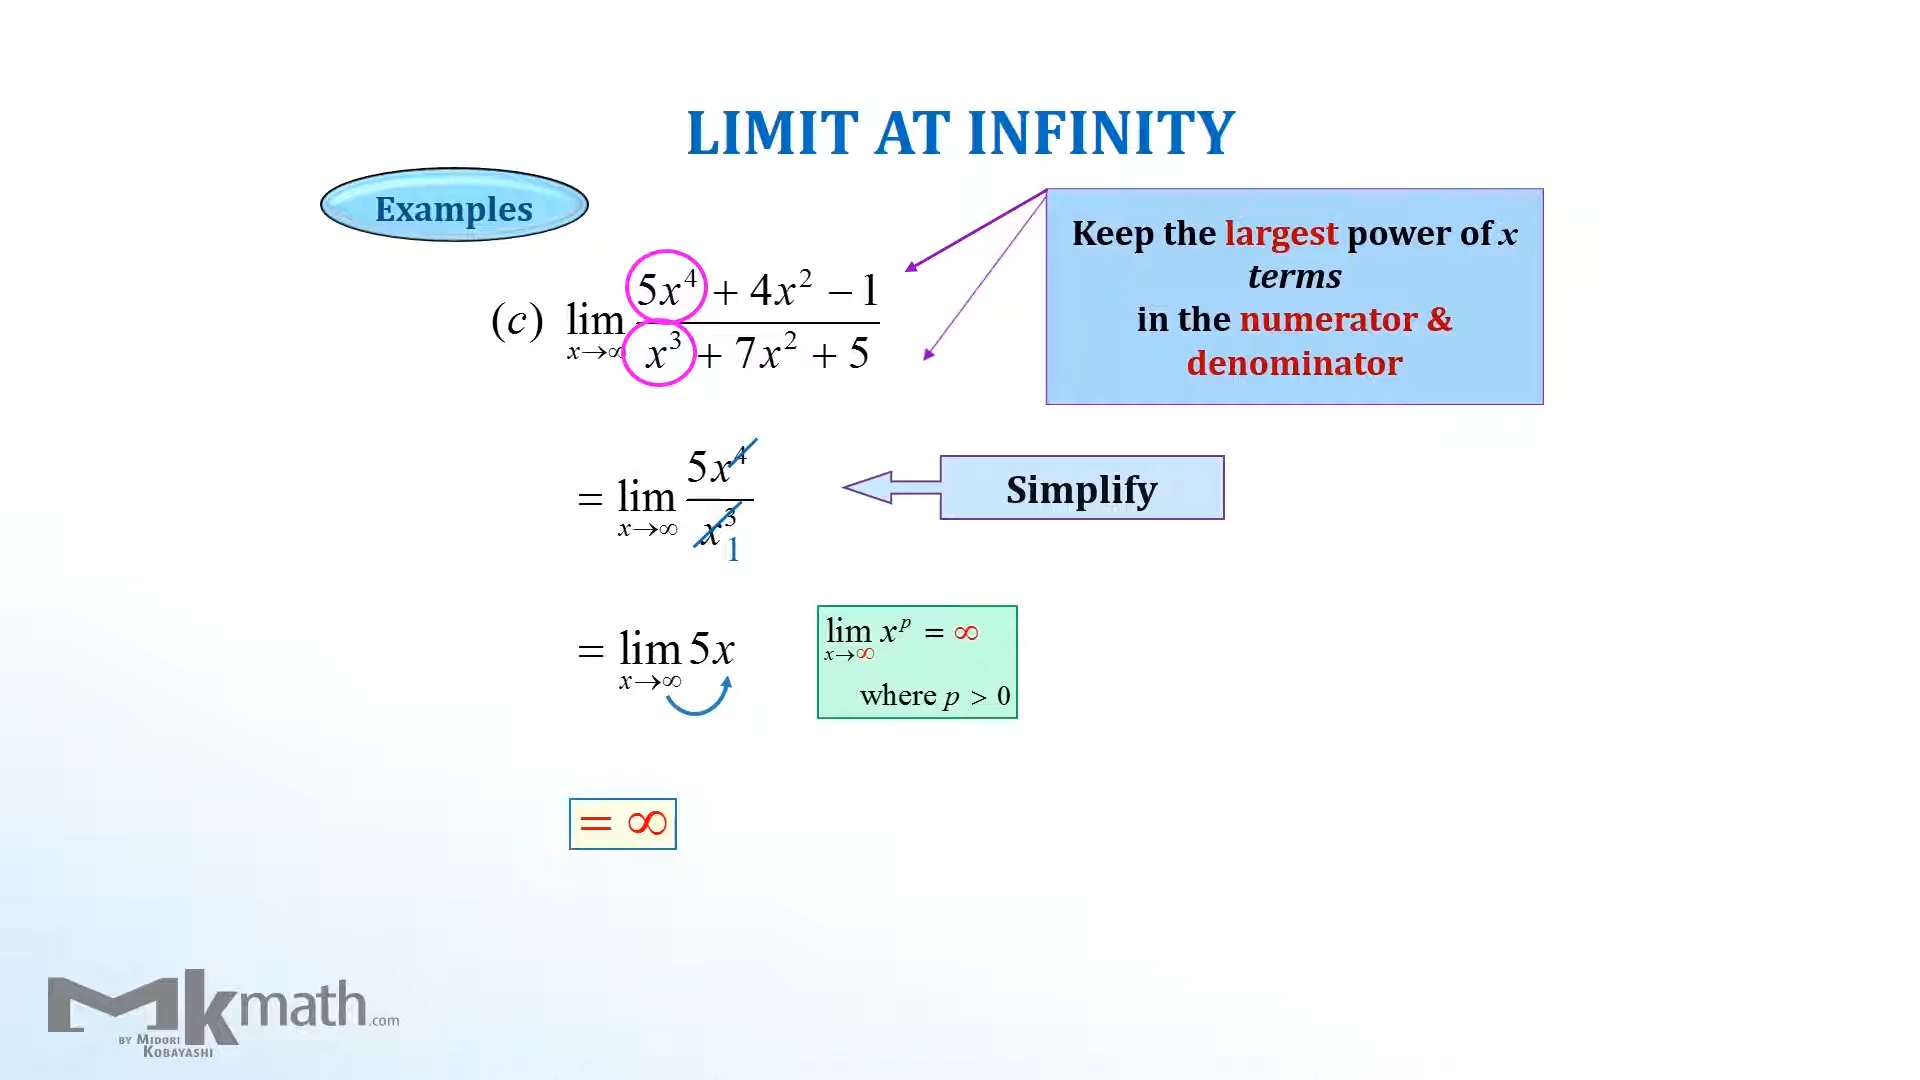 LIMIT AT INFINITY
Examples
Keep the largest power of x
terms
in the numerator &
denominator
(c) lim x→∞ (5x⁴ + 4x² − 1) / (x³ + 7x² + 5)
= lim x→∞ 5x⁴ / x³
1
Simplify
= lim x→∞ 5x
lim x→∞ xᵖ = ∞
where p > 0
= ∞
Mkmath.com
BY MIDORI
KOBAYASHI